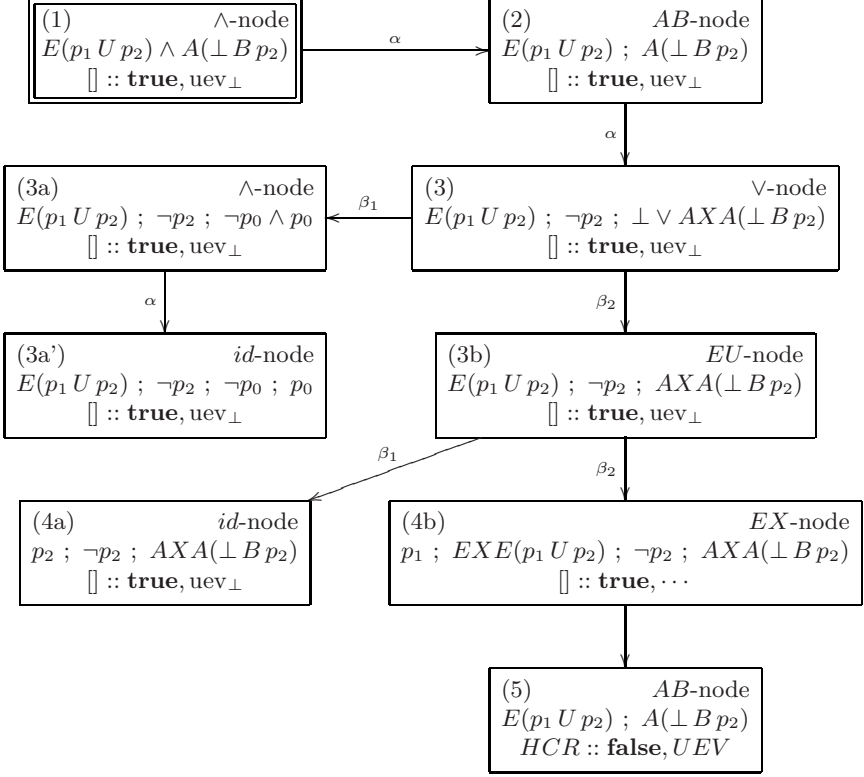 (1) ∧-node
E(p₁ U p₂) ∧ A(⊥ B p₂)
[] :: true, uev⊥
α
(2) AB-node
E(p₁ U p₂) ; A(⊥ B p₂)
[] :: true, uev⊥
α
(3a) ∧-node
E(p₁ U p₂) ; ¬p₂ ; ¬p₀ ∧ p₀
[] :: true, uev⊥
β₁
(3) ∨-node
E(p₁ U p₂) ; ¬p₂ ; ⊥ ∨ AXA(⊥ B p₂)
[] :: true, uev⊥
α
β₂
(3a') id-node
E(p₁ U p₂) ; ¬p₂ ; ¬p₀ ; p₀
[] :: true, uev⊥
(3b) EU-node
E(p₁ U p₂) ; ¬p₂ ; AXA(⊥ B p₂)
[] :: true, uev⊥
β₁
β₂
(4a) id-node
p₂ ; ¬p₂ ; AXA(⊥ B p₂)
[] :: true, uev⊥
(4b) EX-node
p₁ ; EXE(p₁ U p₂) ; ¬p₂ ; AXA(⊥ B p₂)
[] :: true, ⋯
(5) AB-node
E(p₁ U p₂) ; A(⊥ B p₂)
HCR :: false, UEV